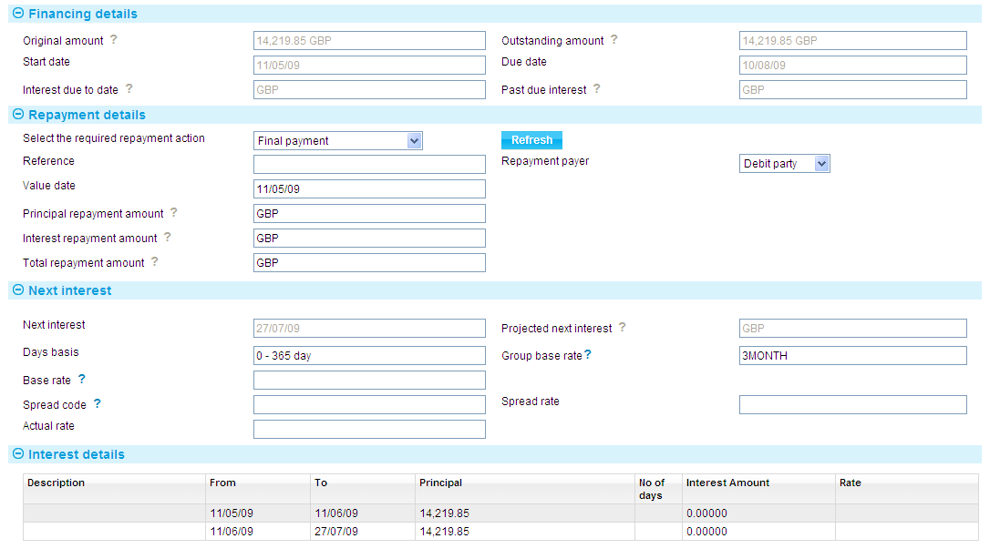 Financing details
Original amount ? 14,219.85 GBP Outstanding amount ? 14,219.85 GBP
Start date 11/05/09 Due date 10/08/09
Interest due to date ? GBP Past due interest ? GBP
Repayment details
Select the required repayment action Final payment Refresh
Reference Repayment payer Debit party
Value date 11/05/09
Principal repayment amount ? GBP
Interest repayment amount ? GBP
Total repayment amount ? GBP
Next interest
Next interest 27/07/09 Projected next interest ? GBP
Days basis 0 - 365 day Group base rate ? 3MONTH
Base rate ?
Spread code ? Spread rate
Actual rate
Interest details
Description From To Principal No of days Interest Amount Rate
11/05/09 11/06/09 14,219.85 0.00000
11/06/09 27/07/09 14,219.85 0.00000